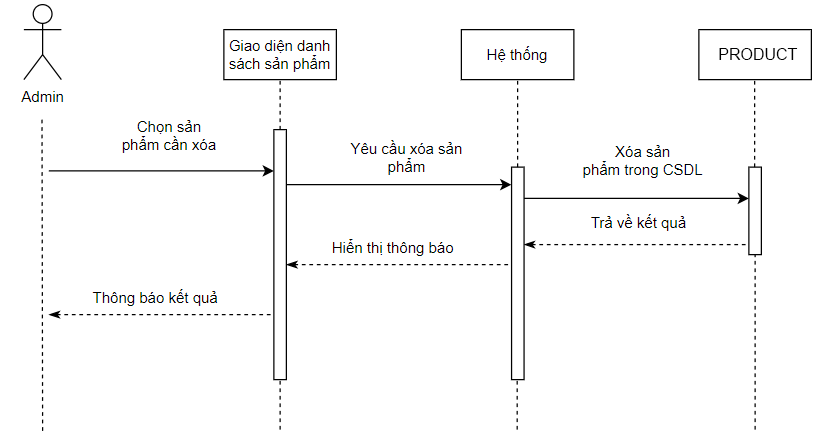 Giao diện danh
sách sản phẩm
Hệ thống
PRODUCT
Admin
Chọn sản
phẩm cần xóa
Yêu cầu xóa sản
phẩm
Xóa sản
phẩm trong CSDL
Trả về kết quả
Hiển thị thông báo
Thông báo kết quả